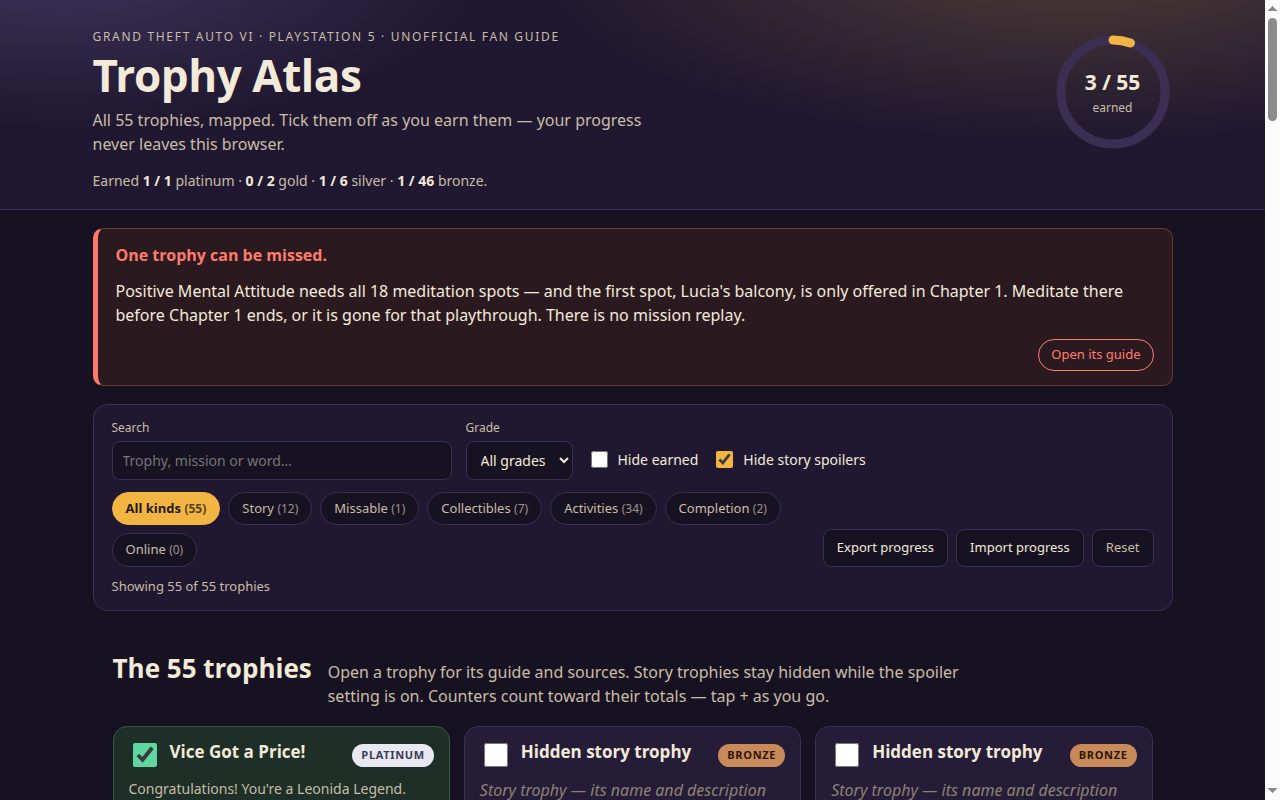 GRAND THEFT AUTO VI · PLAYSTATION 5 · UNOFFICIAL FAN GUIDE
Trophy Atlas
All 55 trophies, mapped. Tick them off as you earn them — your progress
never leaves this browser.
Earned 1 / 1 platinum · 0 / 2 gold · 1 / 6 silver · 1 / 46 bronze.
3 / 55
earned
One trophy can be missed.
Positive Mental Attitude needs all 18 meditation spots — and the first spot, Lucia's balcony, is only offered in Chapter 1. Meditate there
before Chapter 1 ends, or it is gone for that playthrough. There is no mission replay.
Open its guide
Search
Grade
Trophy, mission or word...
All grades
Hide earned
Hide story spoilers
All kinds (55)
Story (12)
Missable (1)
Collectibles (7)
Activities (34)
Completion (2)
Online (0)
Export progress
Import progress
Reset
Showing 55 of 55 trophies
The 55 trophies
Open a trophy for its guide and sources. Story trophies stay hidden while the spoiler
setting is on. Counters count toward their totals — tap + as you go.
Vice Got a Price!
PLATINUM
Congratulations! You're a Leonida Legend.
Hidden story trophy
BRONZE
Story trophy — its name and description
Hidden story trophy
BRONZE
Story trophy — its name and description